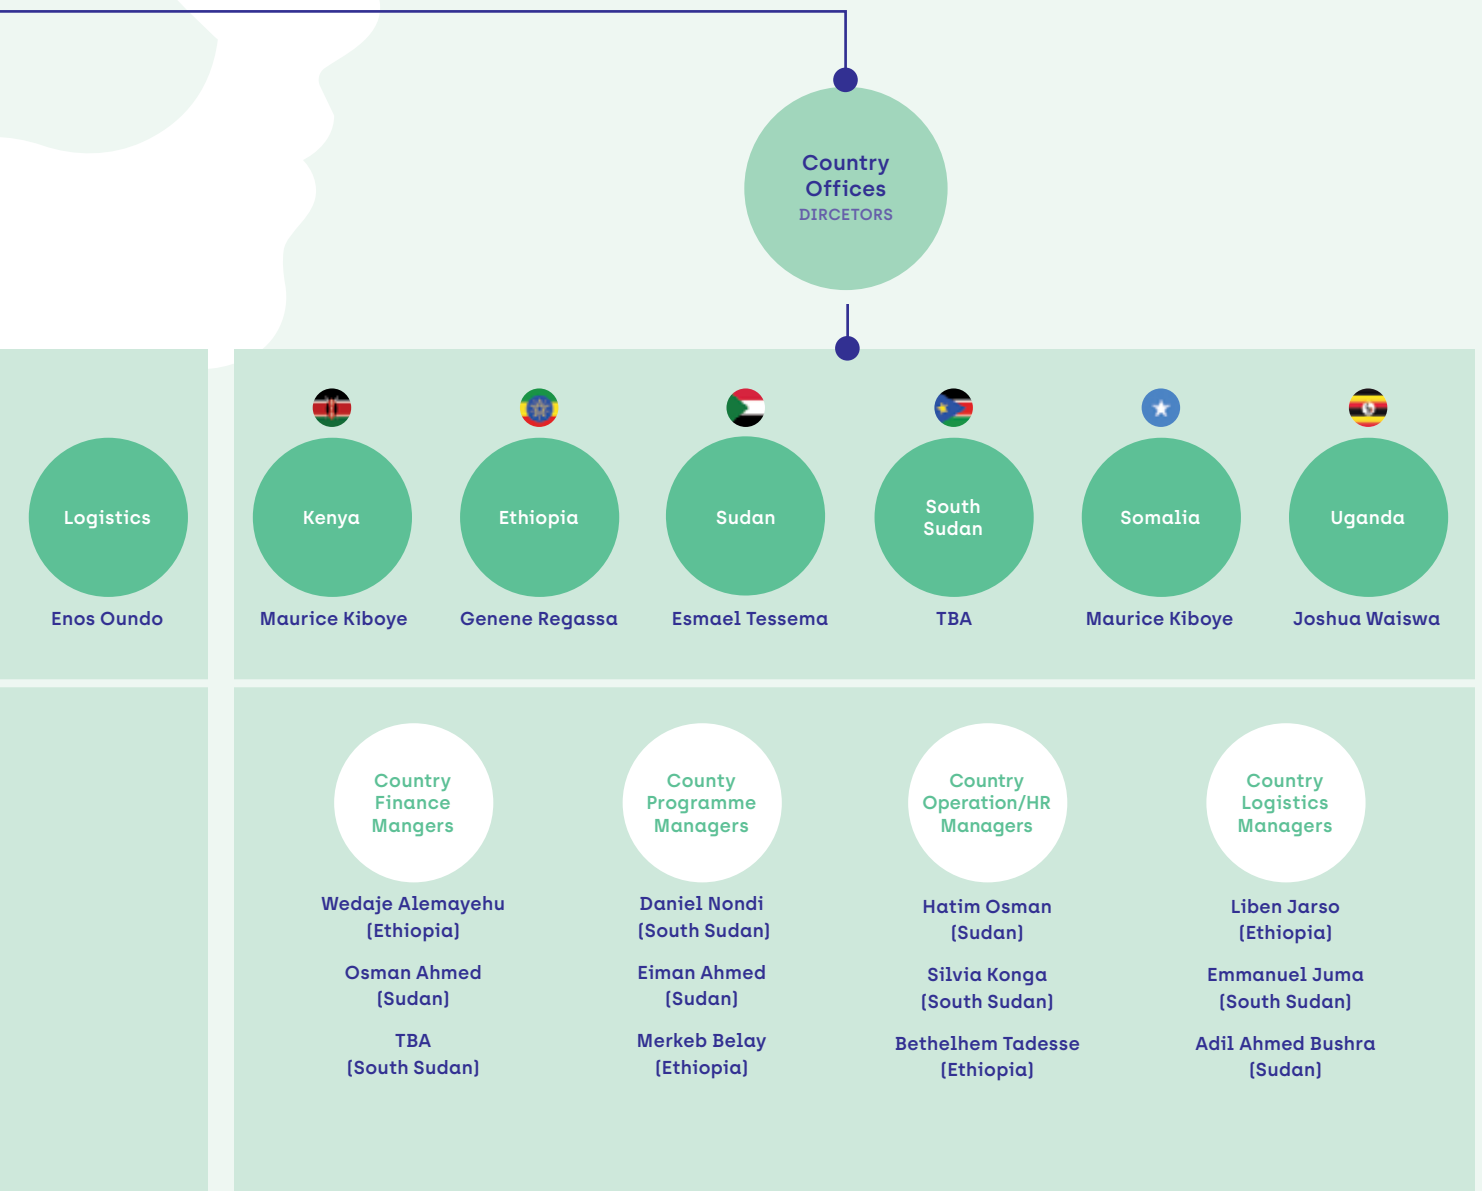 Country
Offices
DIRCETORS
Logistics
Enos Oundo
Kenya
Maurice Kiboye
Ethiopia
Genene Regassa
Sudan
Esmael Tessema
South
Sudan
TBA
Somalia
Maurice Kiboye
Uganda
Joshua Waiswa
Country
Finance
Mangers
Wedaje Alemayehu
(Ethiopia)
Osman Ahmed
(Sudan)
TBA
(South Sudan)
County
Programme
Managers
Daniel Nondi
(South Sudan)
Eiman Ahmed
(Sudan)
Merkeb Belay
(Ethiopia)
Country
Operation/HR
Managers
Hatim Osman
(Sudan)
Silvia Konga
(South Sudan)
Bethelhem Tadesse
(Ethiopia)
Country
Logistics
Managers
Liben Jarso
(Ethiopia)
Emmanuel Juma
(South Sudan)
Adil Ahmed Bushra
(Sudan)